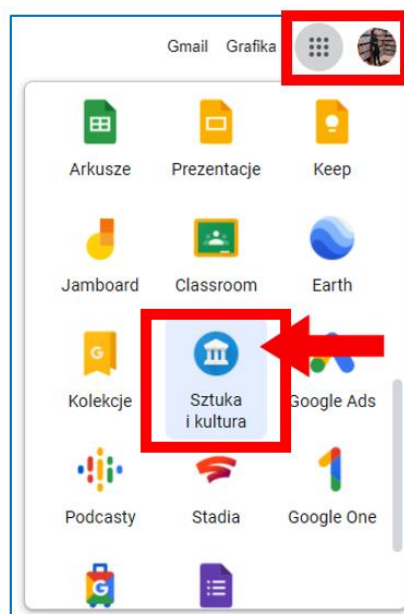 Gmail Grafika
Arkusze Prezentacje Keep
Jamboard Classroom Earth
G
Kolekcje Sztuka i kultura Google Ads
Podcasty Stadia Google One
G